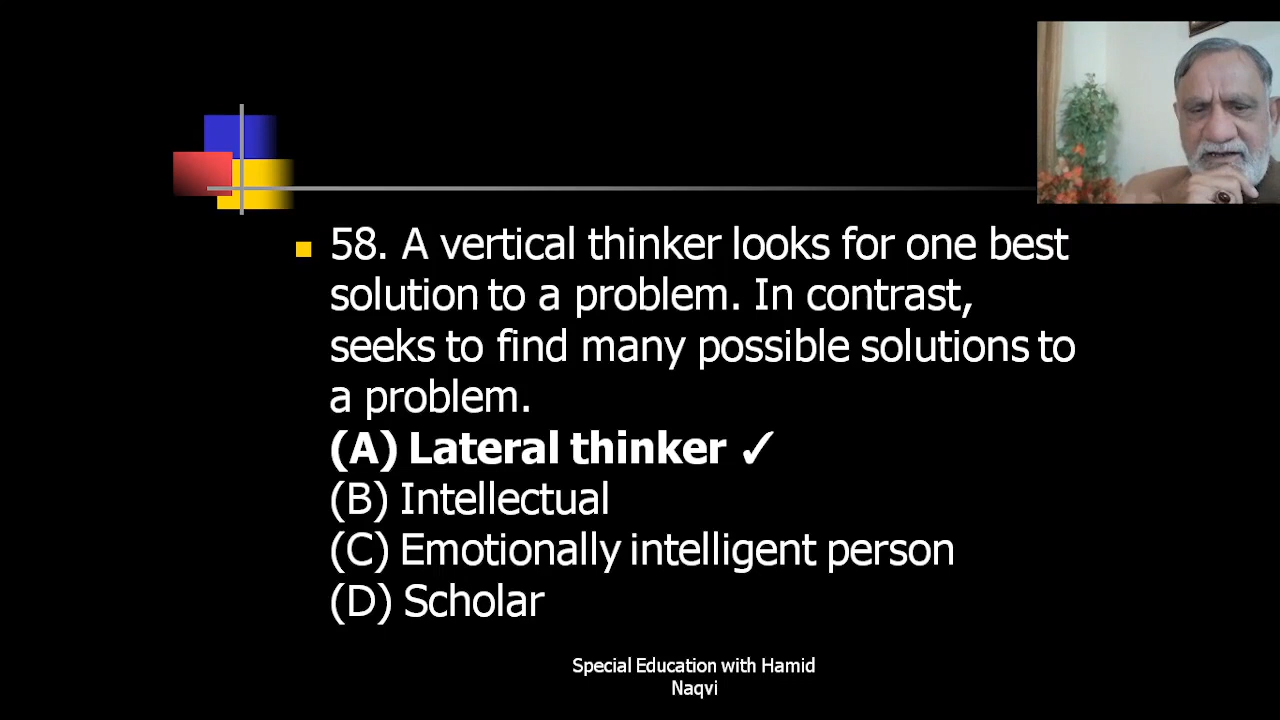 58. A vertical thinker looks for one best
solution to a problem. In contrast,
seeks to find many possible solutions to
a problem.
(A) Lateral thinker ✓
(B) Intellectual
(C) Emotionally intelligent person
(D) Scholar
Special Education with Hamid
Naqvi